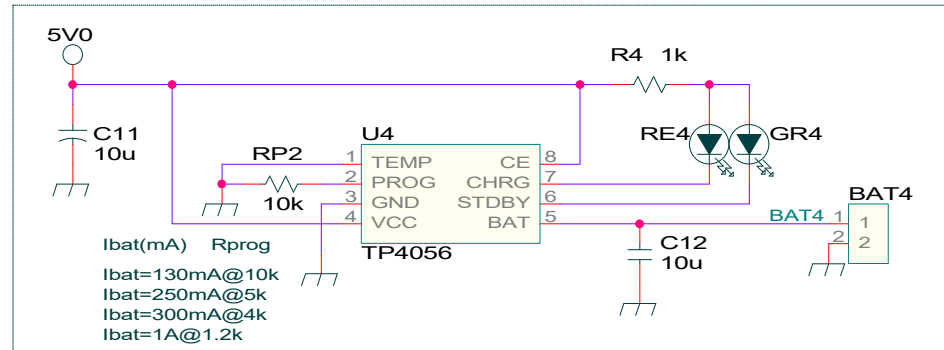 5V0
R4 1k
C11
10u
U4
RE4
GR4
RP2
1 TEMP CE 8
2 PROG CHRG 7
10k
3 GND STDBY 6
4 VCC BAT 5
TP4056
BAT4
BAT4 1 1
2 2
C12
10u
Ibat(mA) Rprog
Ibat=130mA@10k
Ibat=250mA@5k
Ibat=300mA@4k
Ibat=1A@1.2k